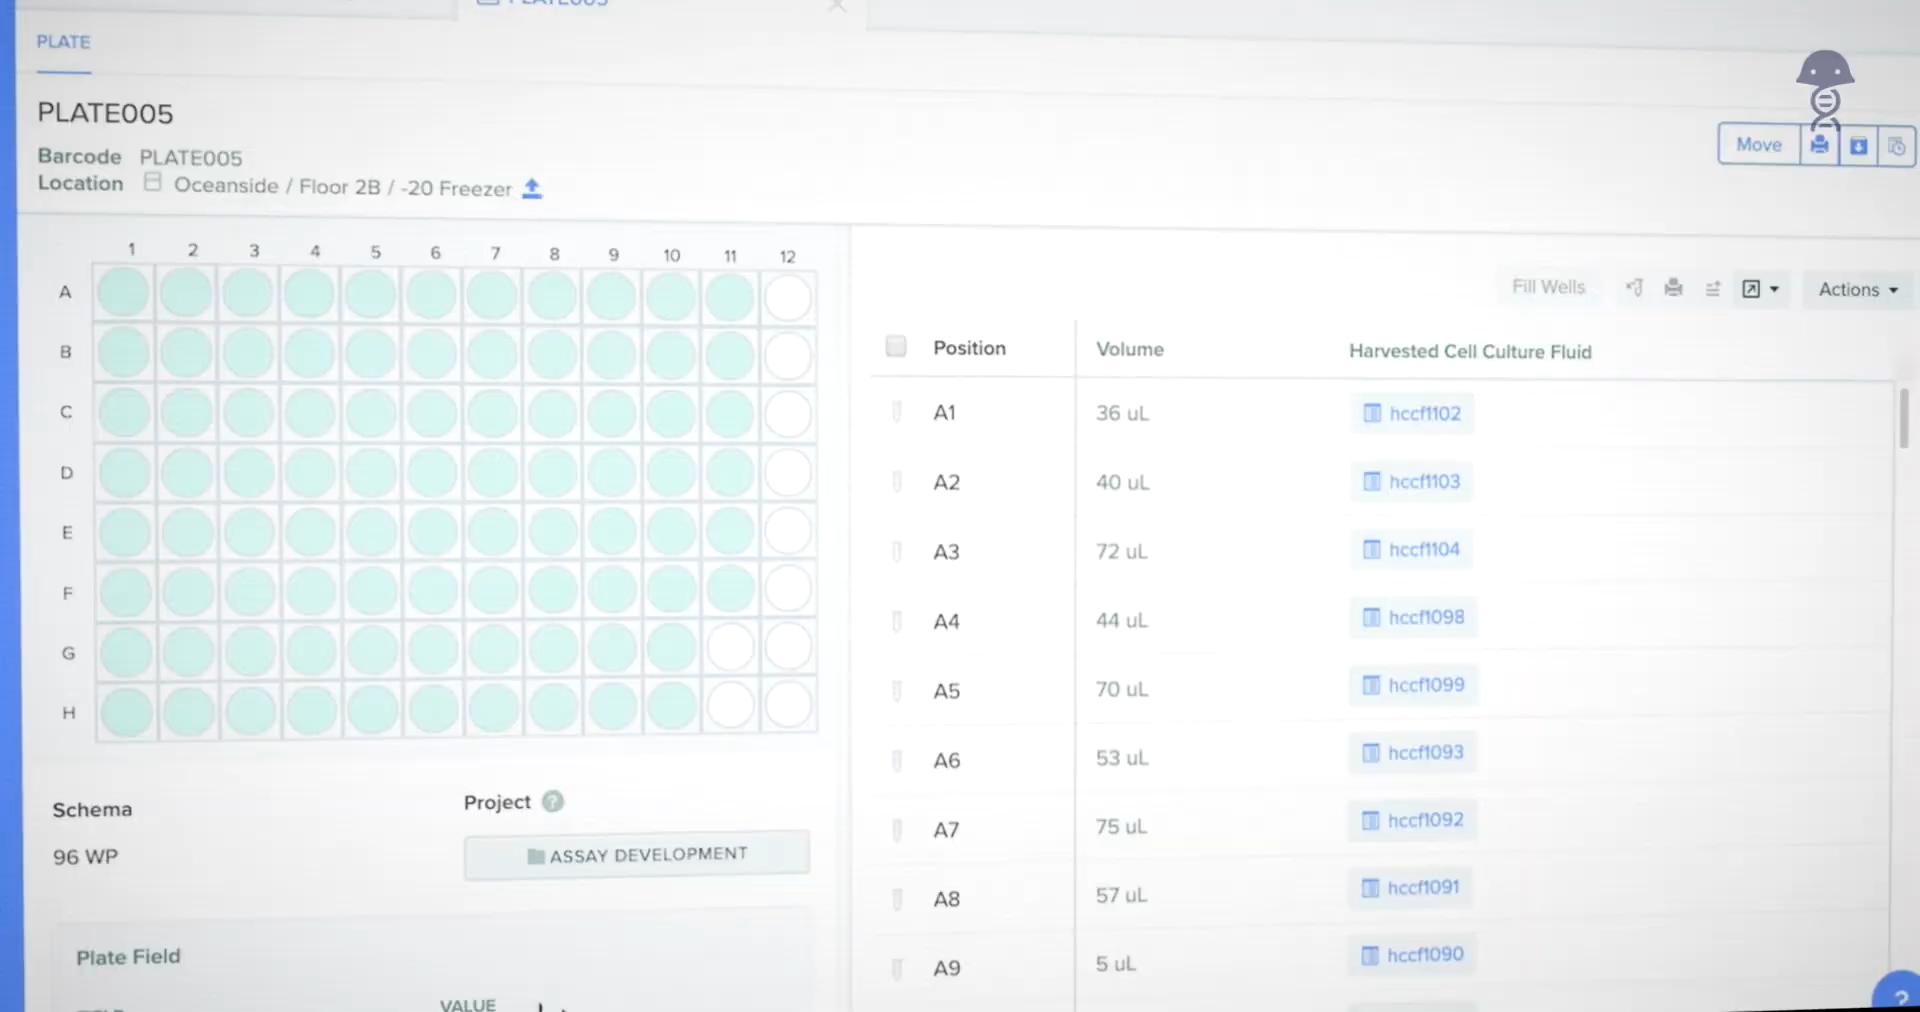 PLATE005
PLATE
PLATE005
Barcode PLATE005
Location Oceanside / Floor 2B / -20 Freezer
Move
1 2 3 4 5 6 7 8 9 10 11 12
A
B
C
D
E
F
G
H
Schema
96 WP
Project ?
ASSAY DEVELOPMENT
Plate Field
VALUE
Fill Wells
Actions
Position Volume Harvested Cell Culture Fluid
A1 36 uL hccf1102
A2 40 uL hccf1103
A3 72 uL hccf1104
A4 44 uL hccf1098
A5 70 uL hccf1099
A6 53 uL hccf1093
A7 75 uL hccf1092
A8 57 uL hccf1091
A9 5 uL hccf1090
?